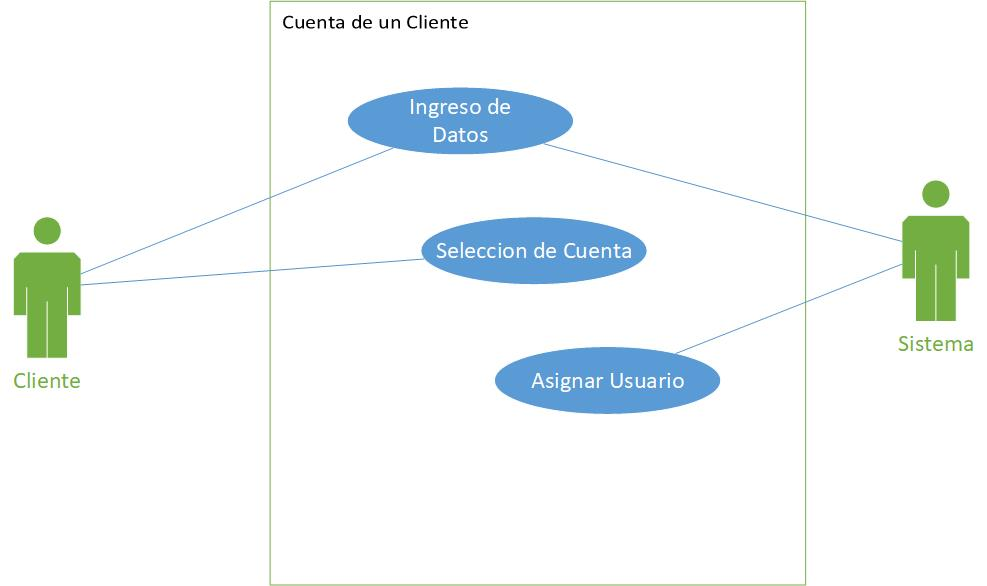 Cuenta de un Cliente
Ingreso de
Datos
Seleccion de Cuenta
Sistema
Cliente
Asignar Usuario